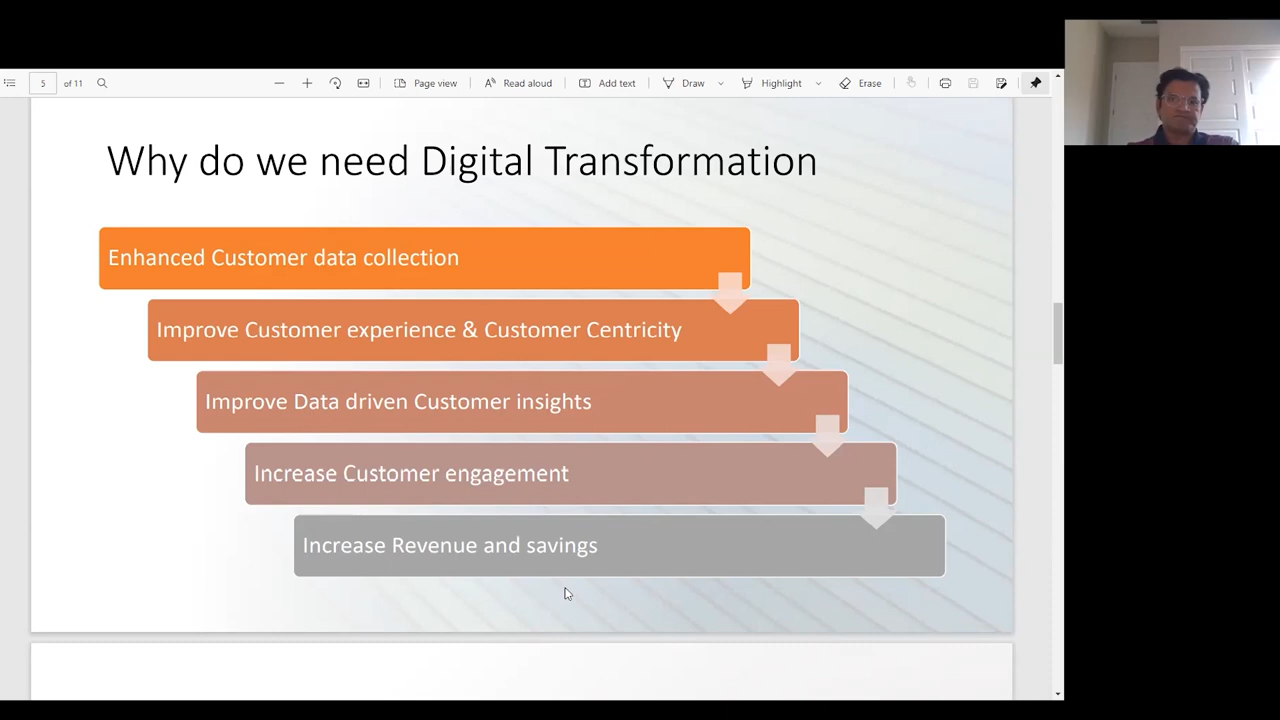 5 of 11 Page view Read aloud Add text Draw Highlight Erase
Why do we need Digital Transformation
Enhanced Customer data collection
Improve Customer experience & Customer Centricity
Improve Data driven Customer insights
Increase Customer engagement
Increase Revenue and savings